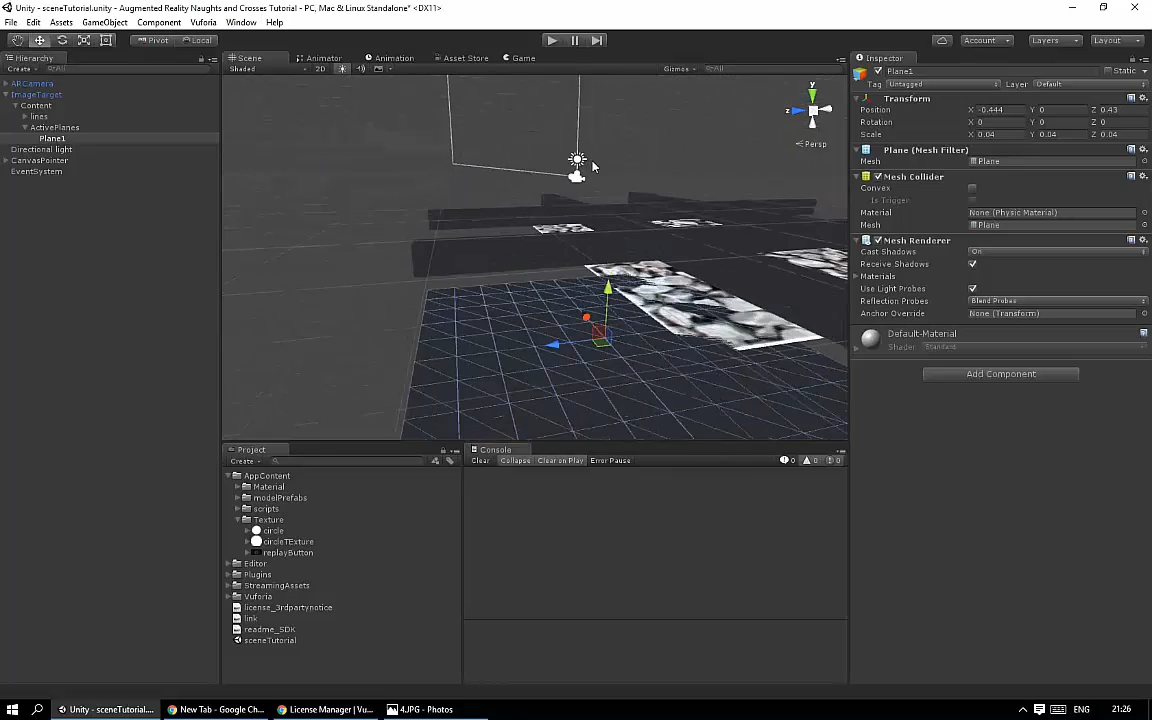 Unity - sceneTutorial.unity - Augmented Reality Naughts and Crosses Tutorial - PC, Mac & Linux Standalone* <DX11>
File Edit Assets GameObject Component Vuforia Window Help
Pivot Local Account Layers Layout
Hierarchy
Create All
ARCamera
ImageTarget
Content
lines
ActivePlanes
Plane1
Directional light
CanvasPointer
EventSystem
Scene Animator Animation Asset Store Game
Shaded 2D Gizmos All
y
z
Persp
Inspector
Plane1 Static
Tag Untagged Layer Default
Transform
Position X -0.444 Y 0 Z 0.43
Rotation X 0 Y 0 Z 0
Scale X 0.04 Y 0.04 Z 0.04
Plane (Mesh Filter)
Mesh Plane
Mesh Collider
Convex
Is Trigger
Material None (Physic Material)
Mesh Plane
Mesh Renderer
Cast Shadows On
Receive Shadows
Materials
Use Light Probes
Reflection Probes Blend Probes
Anchor Override None (Transform)
Default-Material
Shader Standard
Add Component
Project
Create
AppContent
Material
modelPrefabs
scripts
Texture
circle
circleTExture
replayButton
Editor
Plugins
StreamingAssets
Vuforia
license_3rdpartynotice
link
readme_SDK
sceneTutorial
Console
Clear Collapse Clear on Play Error Pause 0 0 0
Unity - sceneTutorial.... New Tab - Google Ch... License Manager | Vu... 4.JPG - Photos ENG 21:26